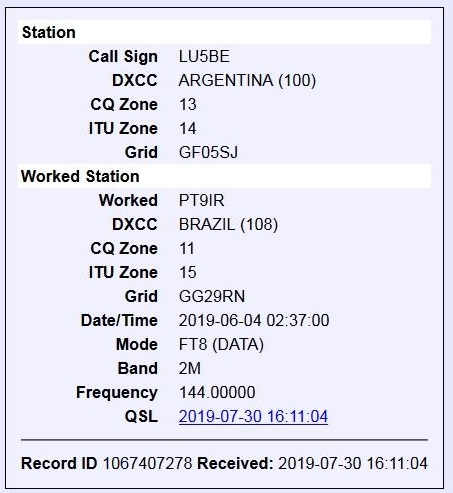 Station
Call Sign LU5BE
DXCC ARGENTINA (100)
CQ Zone 13
ITU Zone 14
Grid GF05SJ
Worked Station
Worked PT9IR
DXCC BRAZIL (108)
CQ Zone 11
ITU Zone 15
Grid GG29RN
Date/Time 2019-06-04 02:37:00
Mode FT8 (DATA)
Band 2M
Frequency 144.00000
QSL 2019-07-30 16:11:04
Record ID 1067407278 Received: 2019-07-30 16:11:04